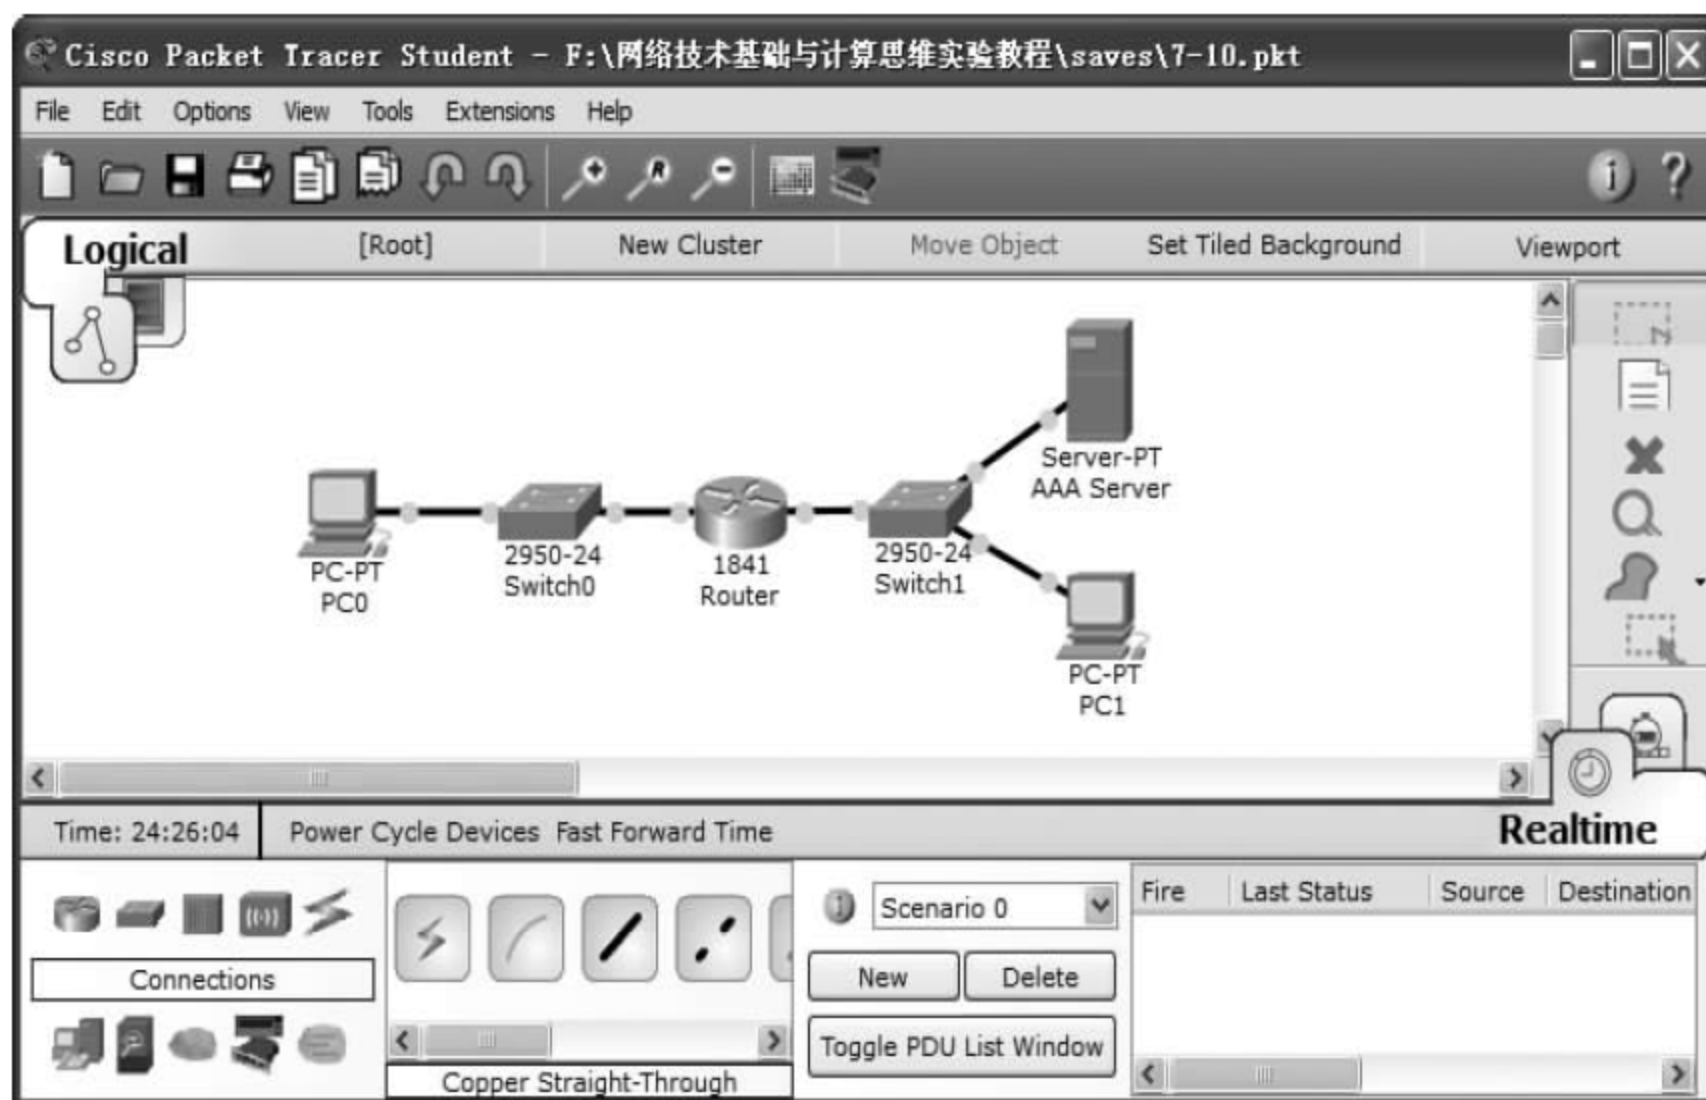 Cisco Packet Tracer Student - F:\网络技术基础与计算思维实验教程\saves\7-10.pkt
File Edit Options View Tools Extensions Help
Logical [Root] New Cluster Move Object Set Tiled Background Viewport
Server-PT
AAA Server
PC-PT
PC0
2950-24
Switch0
1841
Router
2950-24
Switch1
PC-PT
PC1
Time: 24:26:04 Power Cycle Devices Fast Forward Time Realtime
Fire Last Status Source Destination
Scenario 0
Connections
New Delete
Toggle PDU List Window
Copper Straight-Through